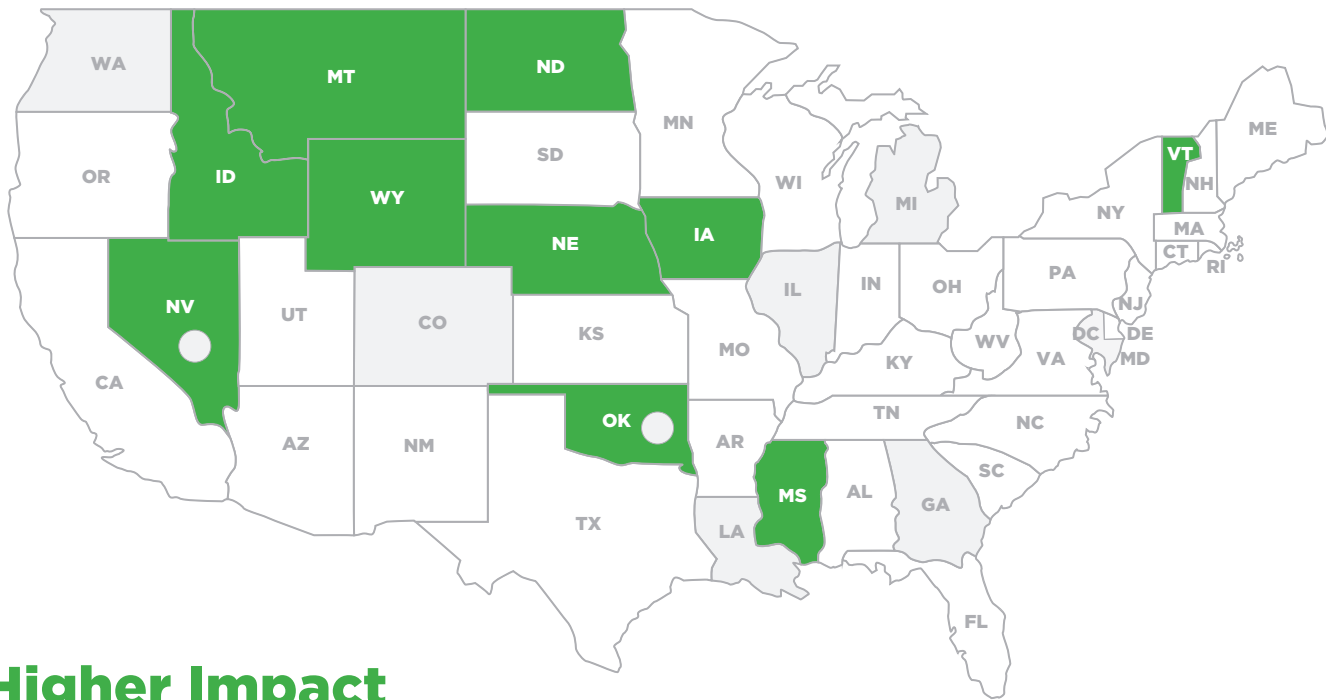 WA
MT
ND
MN
ME
OR
ID
WY
SD
WI
MI
VT
NH
NY
MA
CT
RI
NV
UT
CO
NE
IA
IL
IN
OH
PA
NJ
CA
KS
MO
KY
WV
VA
DC
DE
MD
AZ
NM
OK
AR
TN
NC
SC
TX
LA
MS
AL
GA
FL
Higher Impact